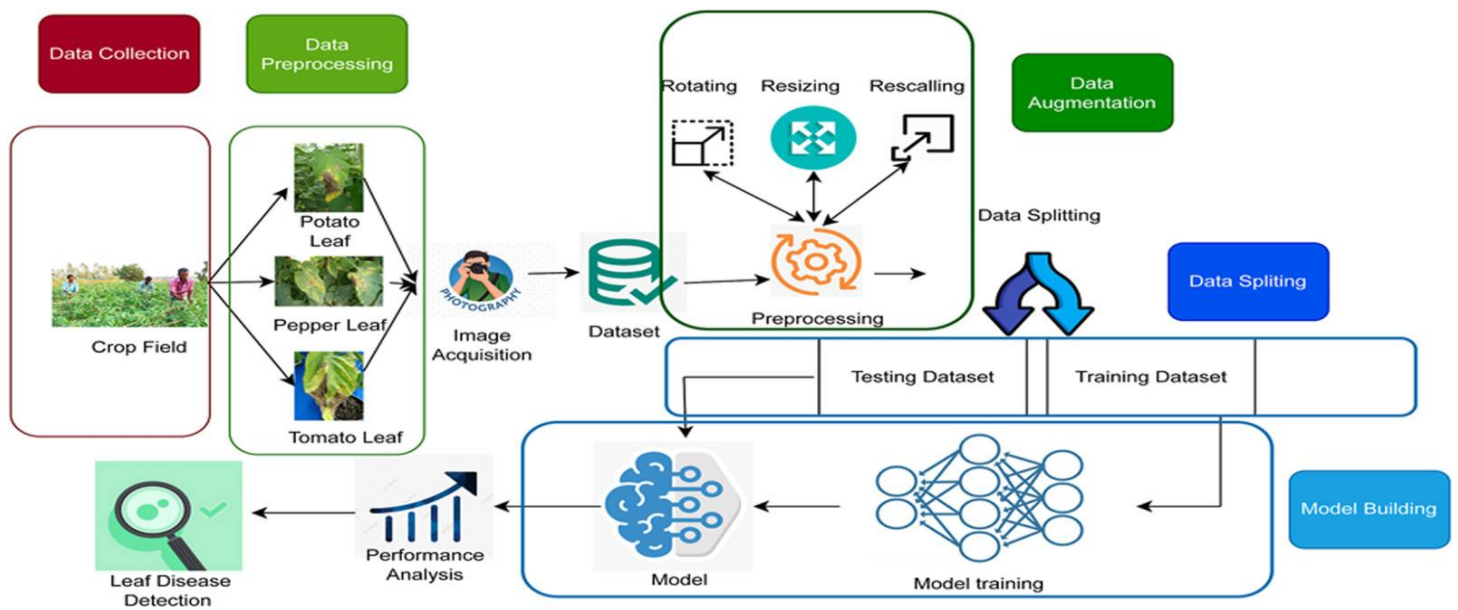 Data Collection
Data
Preprocessing
Rotating
Resizing
Rescalling
Data
Augmentation
Potato
Leaf
Pepper Leaf
Tomato Leaf
Crop Field
PHOTOGRAPHY
Image
Acquisition
Dataset
Preprocessing
Data Splitting
Data Spliting
Testing Dataset
Training Dataset
Model Building
Model training
Model
Performance
Analysis
Leaf Disease
Detection